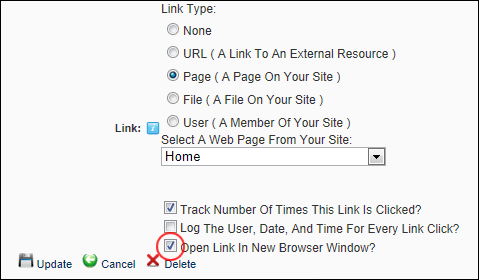 Link Type:
None
URL ( A Link To An External Resource )
Page ( A Page On Your Site )
File ( A File On Your Site )
Link: User ( A Member Of Your Site )
Select A Web Page From Your Site:
Home
Track Number Of Times This Link Is Clicked?
Log The User, Date, And Time For Every Link Click?
Open Link In New Browser Window?
Update Cancel Delete